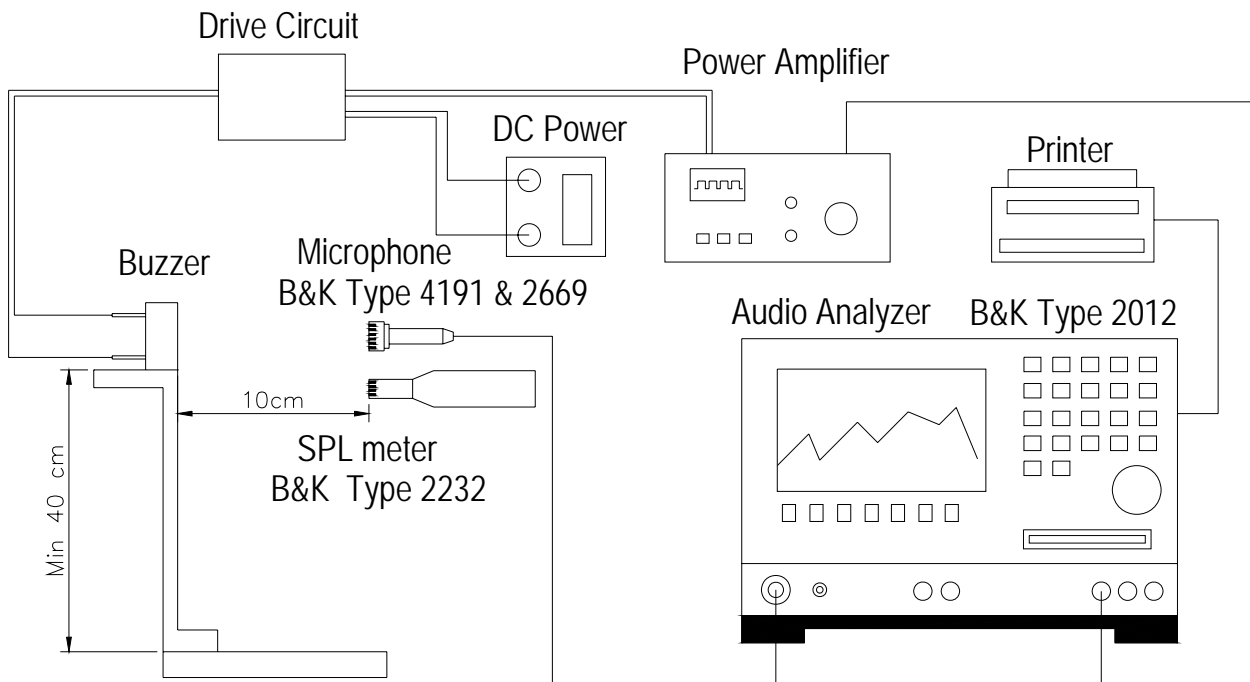 Drive Circuit
Power Amplifier
DC Power
Printer
Buzzer
Microphone
B&K Type 4191 & 2669
Audio Analyzer
B&K Type 2012
10cm
SPL meter
B&K Type 2232
Min 40 cm